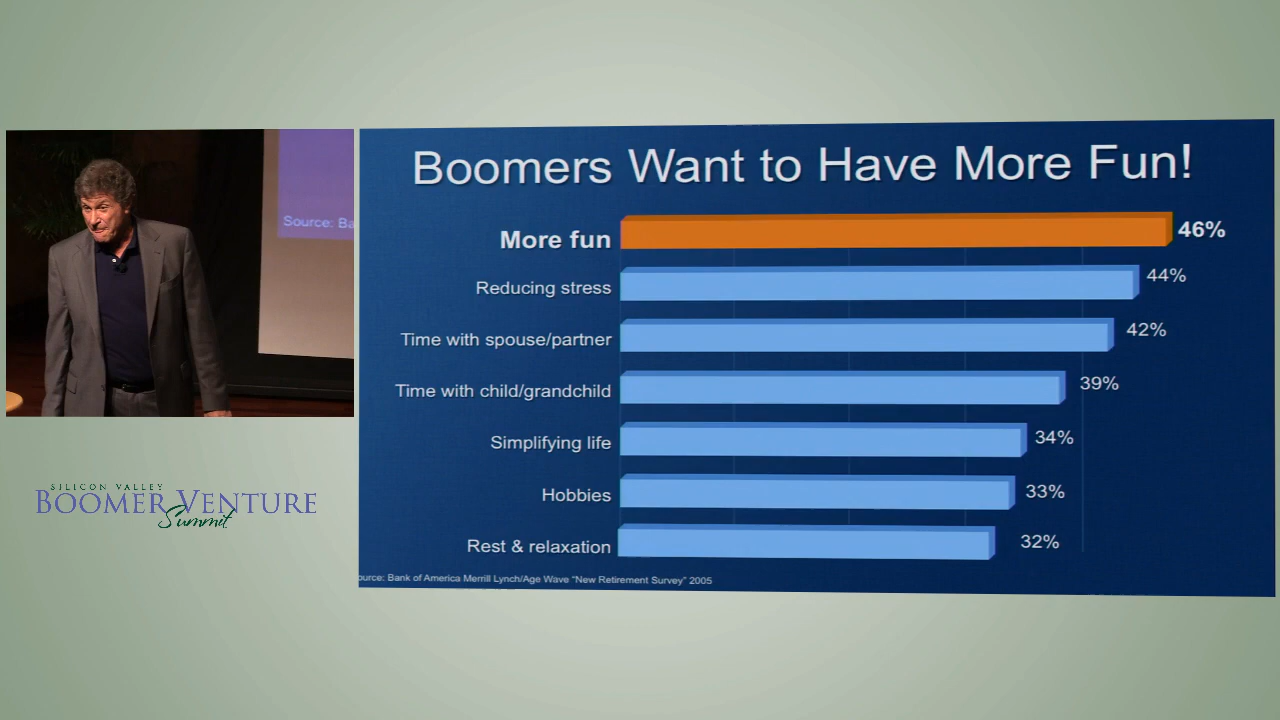 Source: Ba
SILICON VALLEY
BOOMER VENTURE
Summit
Boomers Want to Have More Fun!
More fun 46%
Reducing stress 44%
Time with spouse/partner 42%
Time with child/grandchild 39%
Simplifying life 34%
Hobbies 33%
Rest & relaxation 32%
ource: Bank of America Merrill Lynch/Age Wave “New Retirement Survey” 2005